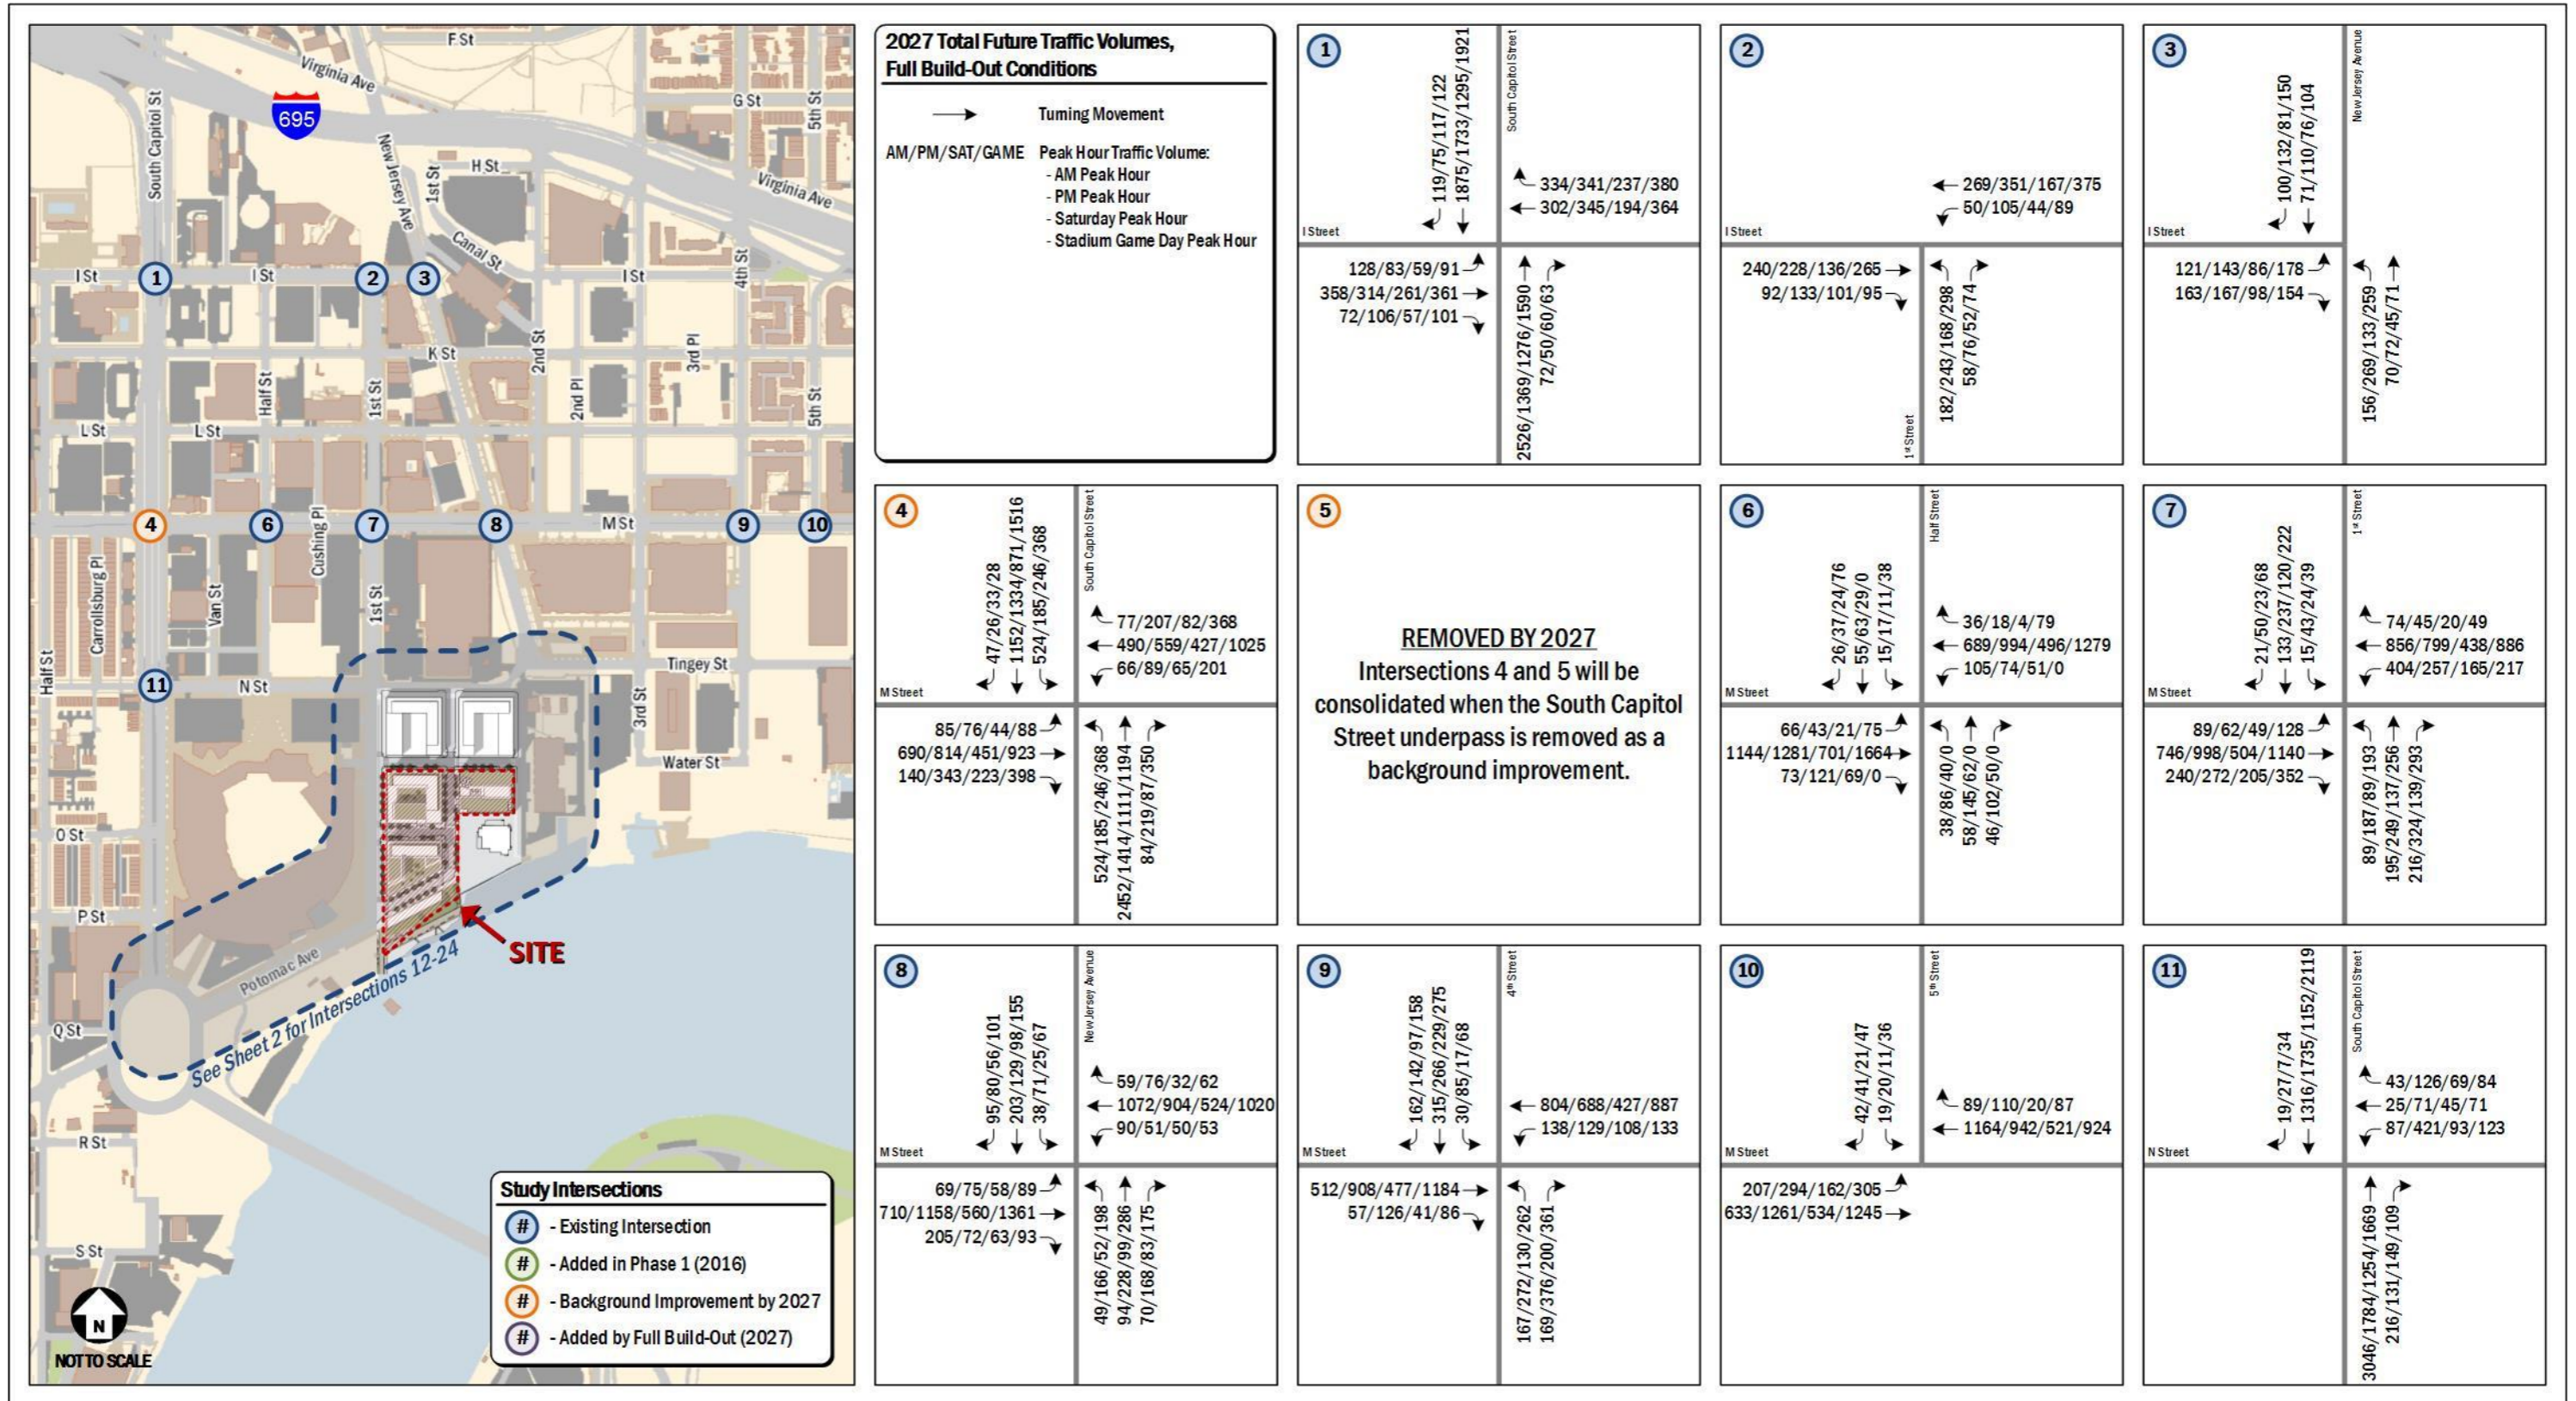 F St
Virginia Ave
695
G St
5th St
South Capitol St
New Jersey Ave
1st St
H St
Virginia Ave
Canal St
4th St
I St
1
I St
2
3
I St
K St
2nd St
3rd Pl
Half St
1st St
2nd Pl
5th St
L St
L St
4
6
Cushing Pl
7
8
M St
9
10
Carrollsburg Pl
Van St
1st St
Half St
11
N St
Tingey St
3rd St
Water St
O St
P St
SITE
Potomac Ave
See Sheet 2 for Intersections 12-24
Q St
R St
S St
N
NOT TO SCALE
Study Intersections
# - Existing Intersection
# - Added in Phase 1 (2016)
# - Background Improvement by 2027
# - Added by Full Build-Out (2027)
2027 Total Future Traffic Volumes,
Full Build-Out Conditions
Turning Movement
AM/PM/SAT/GAME Peak Hour Traffic Volume:
- AM Peak Hour
- PM Peak Hour
- Saturday Peak Hour
- Stadium Game Day Peak Hour
1
119/75/117/122
1875/1733/1295/1921
South Capitol Street
334/341/237/380
302/345/194/364
I Street
128/83/59/91
358/314/261/361
72/106/57/101
2526/1369/1276/1590
72/50/60/63
2
269/351/167/375
50/105/44/89
I Street
240/228/136/265
92/133/101/95
1st Street
182/243/168/298
58/76/52/74
3
100/132/81/150
71/110/76/104
New Jersey Avenue
I Street
121/143/86/178
163/167/98/154
156/269/133/259
70/72/45/71
4
47/26/33/28
1152/1334/871/1516
524/185/246/368
South Capitol Street
77/207/82/368
490/559/427/1025
66/89/65/201
M Street
85/76/44/88
690/814/451/923
140/343/223/398
524/185/246/368
2452/1414/1111/1194
84/219/87/350
5
REMOVED BY 2027
Intersections 4 and 5 will be
consolidated when the South Capitol
Street underpass is removed as a
background improvement.
6
26/37/24/76
55/63/29/0
15/17/11/38
Half Street
36/18/4/79
689/994/496/1279
105/74/51/0
M Street
66/43/21/75
1144/1281/701/1664
73/121/69/0
38/86/40/0
58/145/62/0
46/102/50/0
7
21/50/23/68
133/237/120/222
15/43/24/39
1st Street
74/45/20/49
856/799/438/886
404/257/165/217
M Street
89/62/49/128
746/998/504/1140
240/272/205/352
89/187/89/193
195/249/137/256
216/324/139/293
8
95/80/56/101
203/129/98/155
38/71/25/67
New Jersey Avenue
59/76/32/62
1072/904/524/1020
90/51/50/53
M Street
69/75/58/89
710/1158/560/1361
205/72/63/93
49/166/52/198
94/228/99/286
70/168/83/175
9
162/142/97/158
315/266/229/275
30/85/17/68
4th Street
804/688/427/887
138/129/108/133
M Street
512/908/477/1184
57/126/41/86
167/272/130/262
169/376/200/361
10
42/41/21/47
19/20/11/36
5th Street
89/110/20/87
1164/942/521/924
M Street
207/294/162/305
633/1261/534/1245
11
19/27/7/34
1316/1735/1152/2119
South Capitol Street
43/126/69/84
25/71/45/71
87/421/93/123
N Street
3046/1784/1254/1669
216/131/149/109